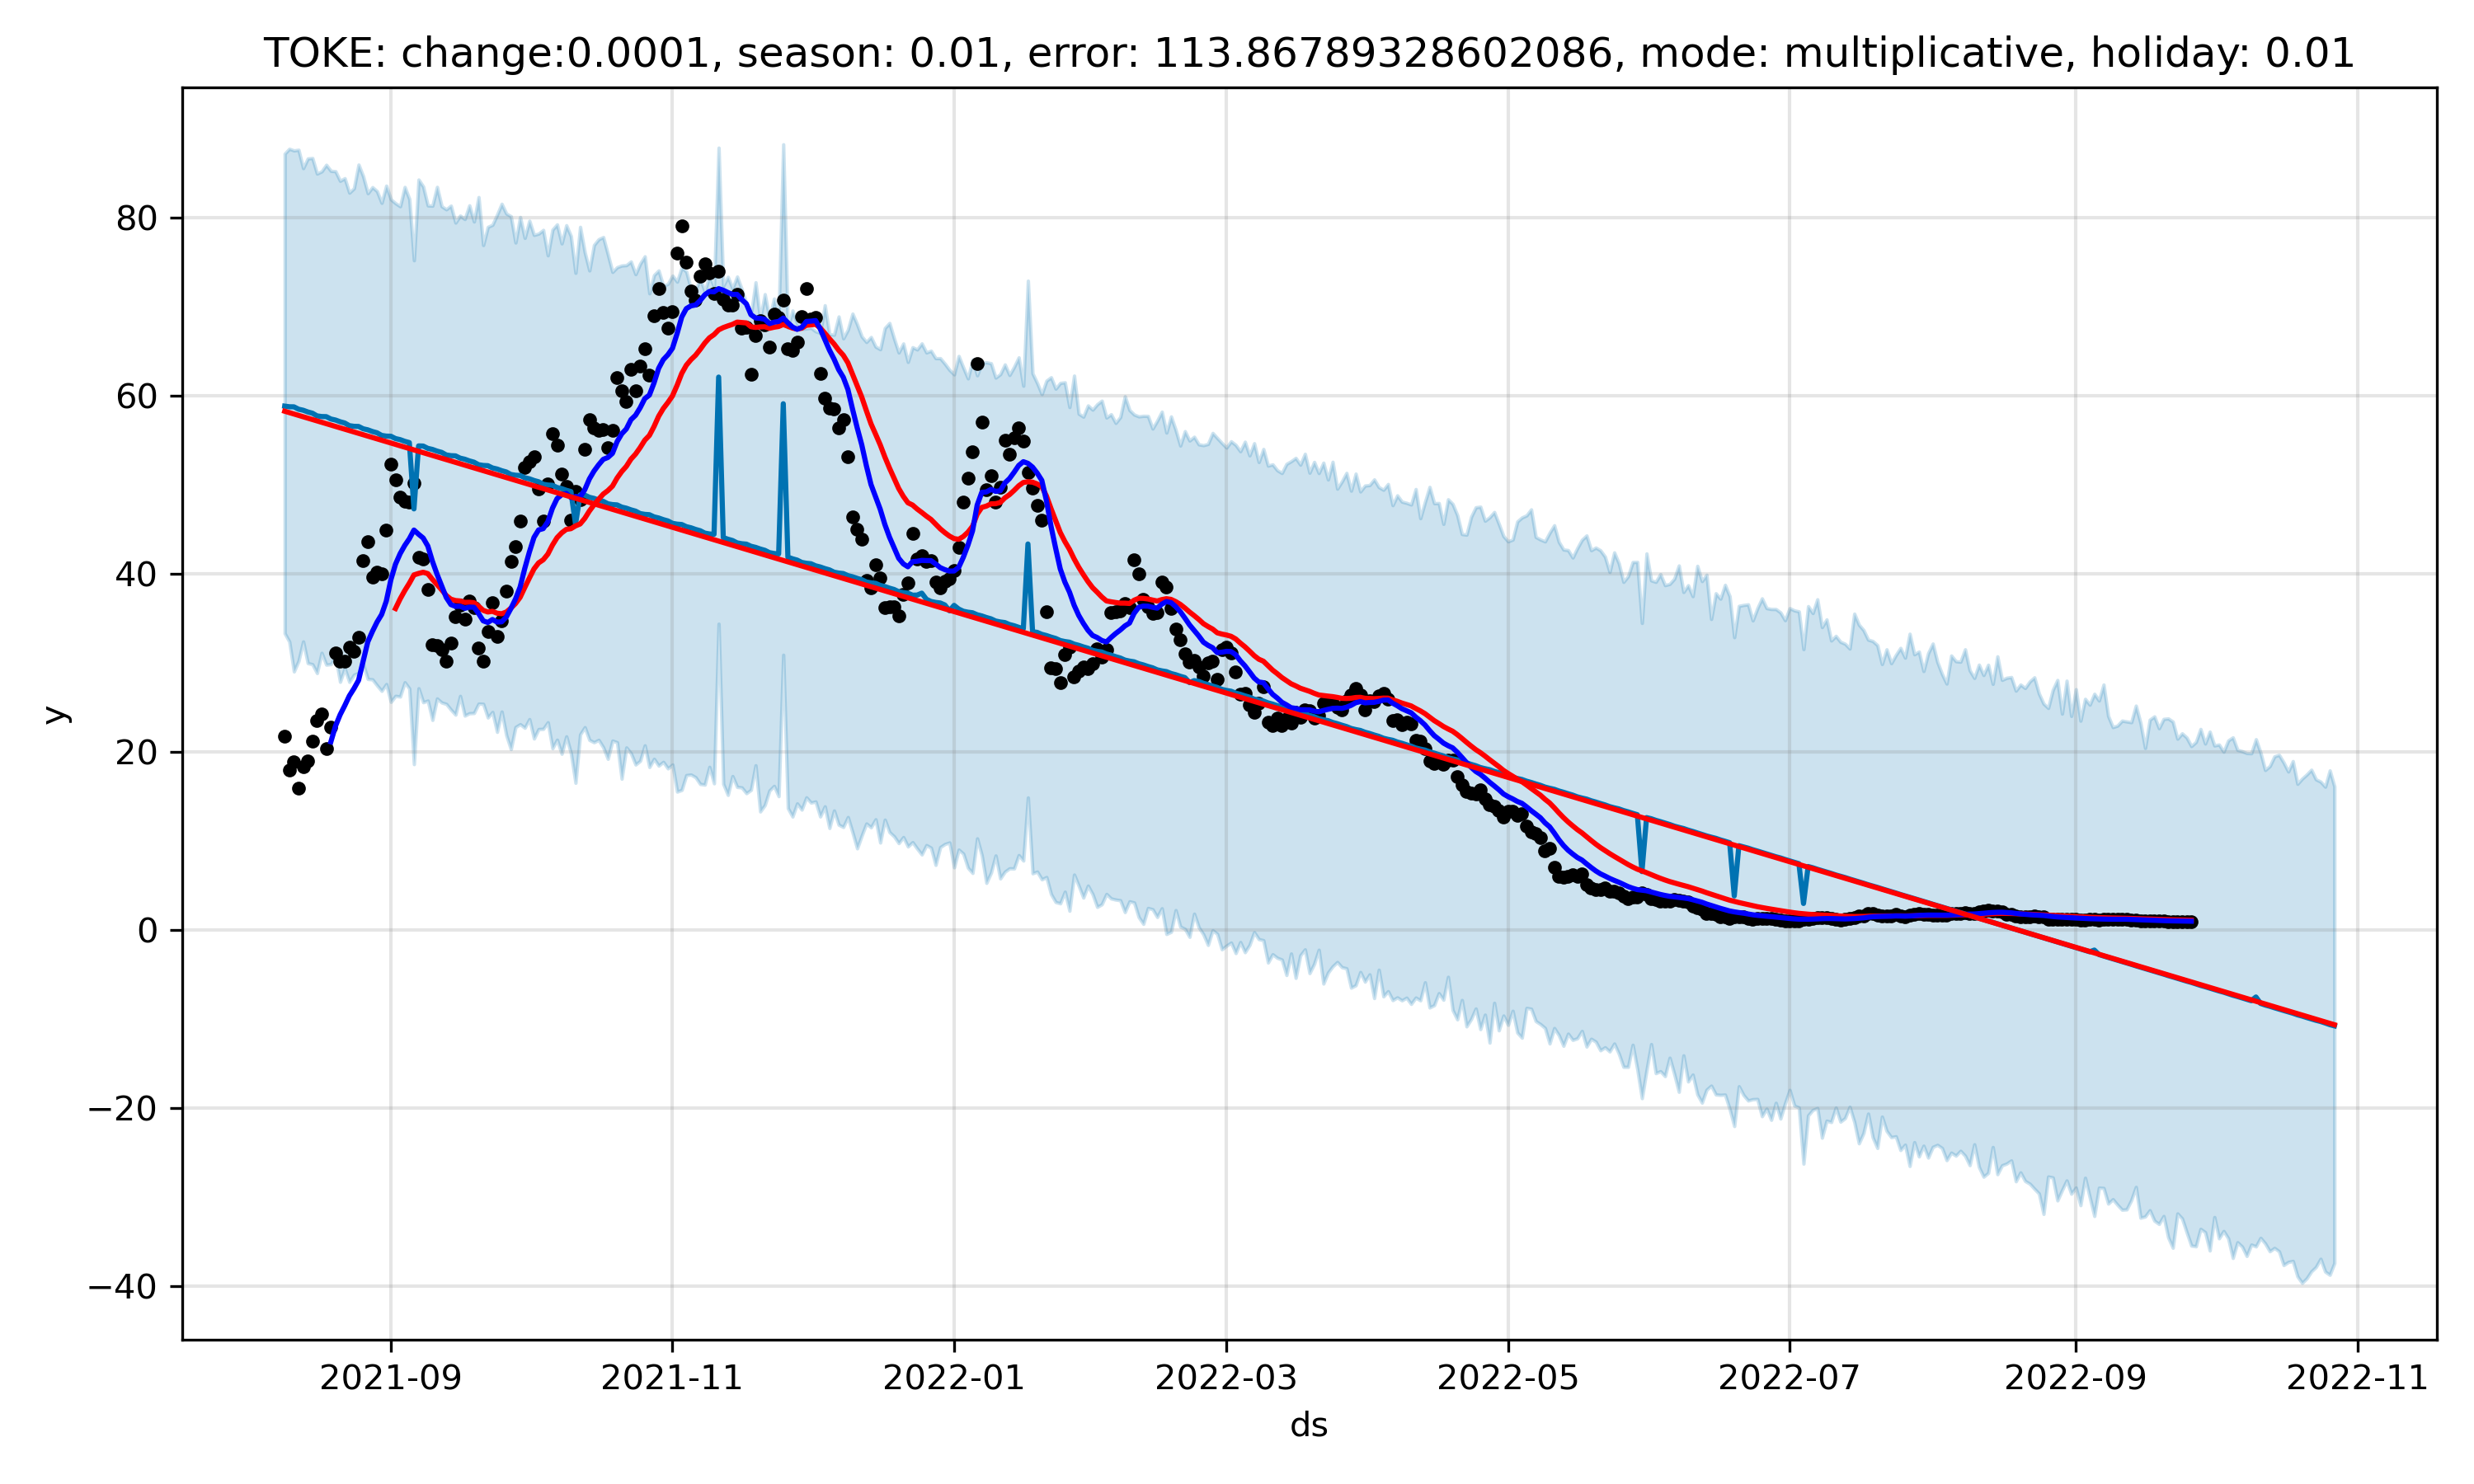 TOKE: change:0.0001, season: 0.01, error: 113.86789328602086, mode: multiplicative, holiday: 0.01
80
60
40
20
0
−20
−40
y
2021-09 2021-11 2022-01 2022-03 2022-05 2022-07 2022-09 2022-11
ds